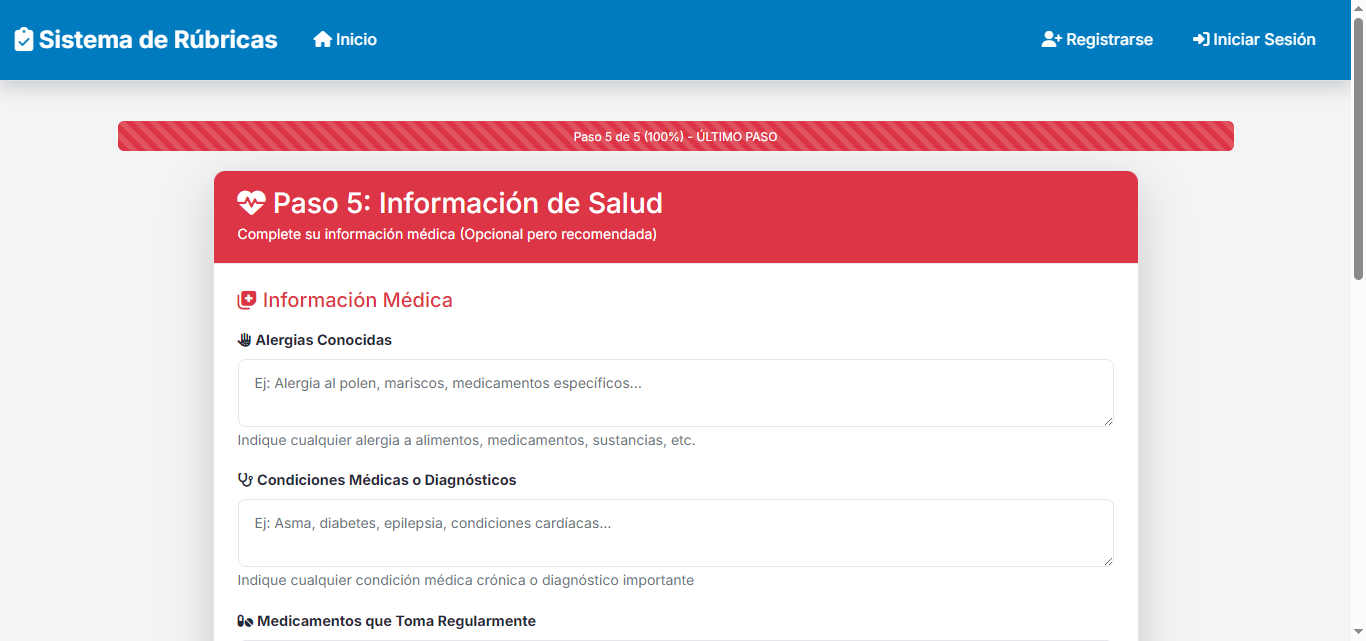 Sistema de Rúbricas Inicio Registrarse Iniciar Sesión
Paso 5 de 5 (100%) - ÚLTIMO PASO
Paso 5: Información de Salud
Complete su información médica (Opcional pero recomendada)
Información Médica
Alergias Conocidas
Ej: Alergia al polen, mariscos, medicamentos específicos...
Indique cualquier alergia a alimentos, medicamentos, sustancias, etc.
Condiciones Médicas o Diagnósticos
Ej: Asma, diabetes, epilepsia, condiciones cardíacas...
Indique cualquier condición médica crónica o diagnóstico importante
Medicamentos que Toma Regularmente